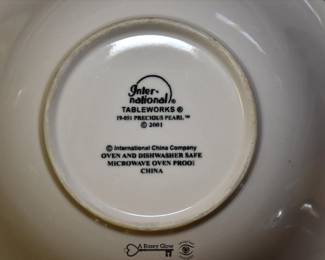 Inter-
national®
TABLEWORKS ®
19-051 PRECIOUS PEARL™
© 2001
© International China Company
OVEN AND DISHWASHER SAFE
MICROWAVE OVEN PROOF
CHINA
A Rosey Glow